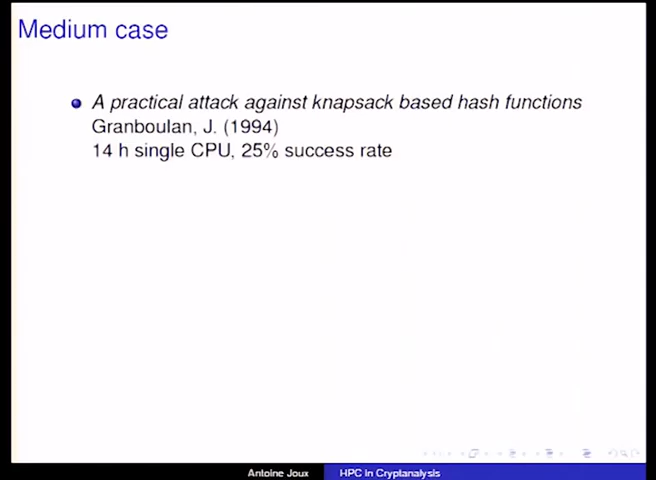 Medium case
A practical attack against knapsack based hash functions
Granboulan, J. (1994)
14 h single CPU, 25% success rate
Antoine Joux
HPC in Cryptanalysis